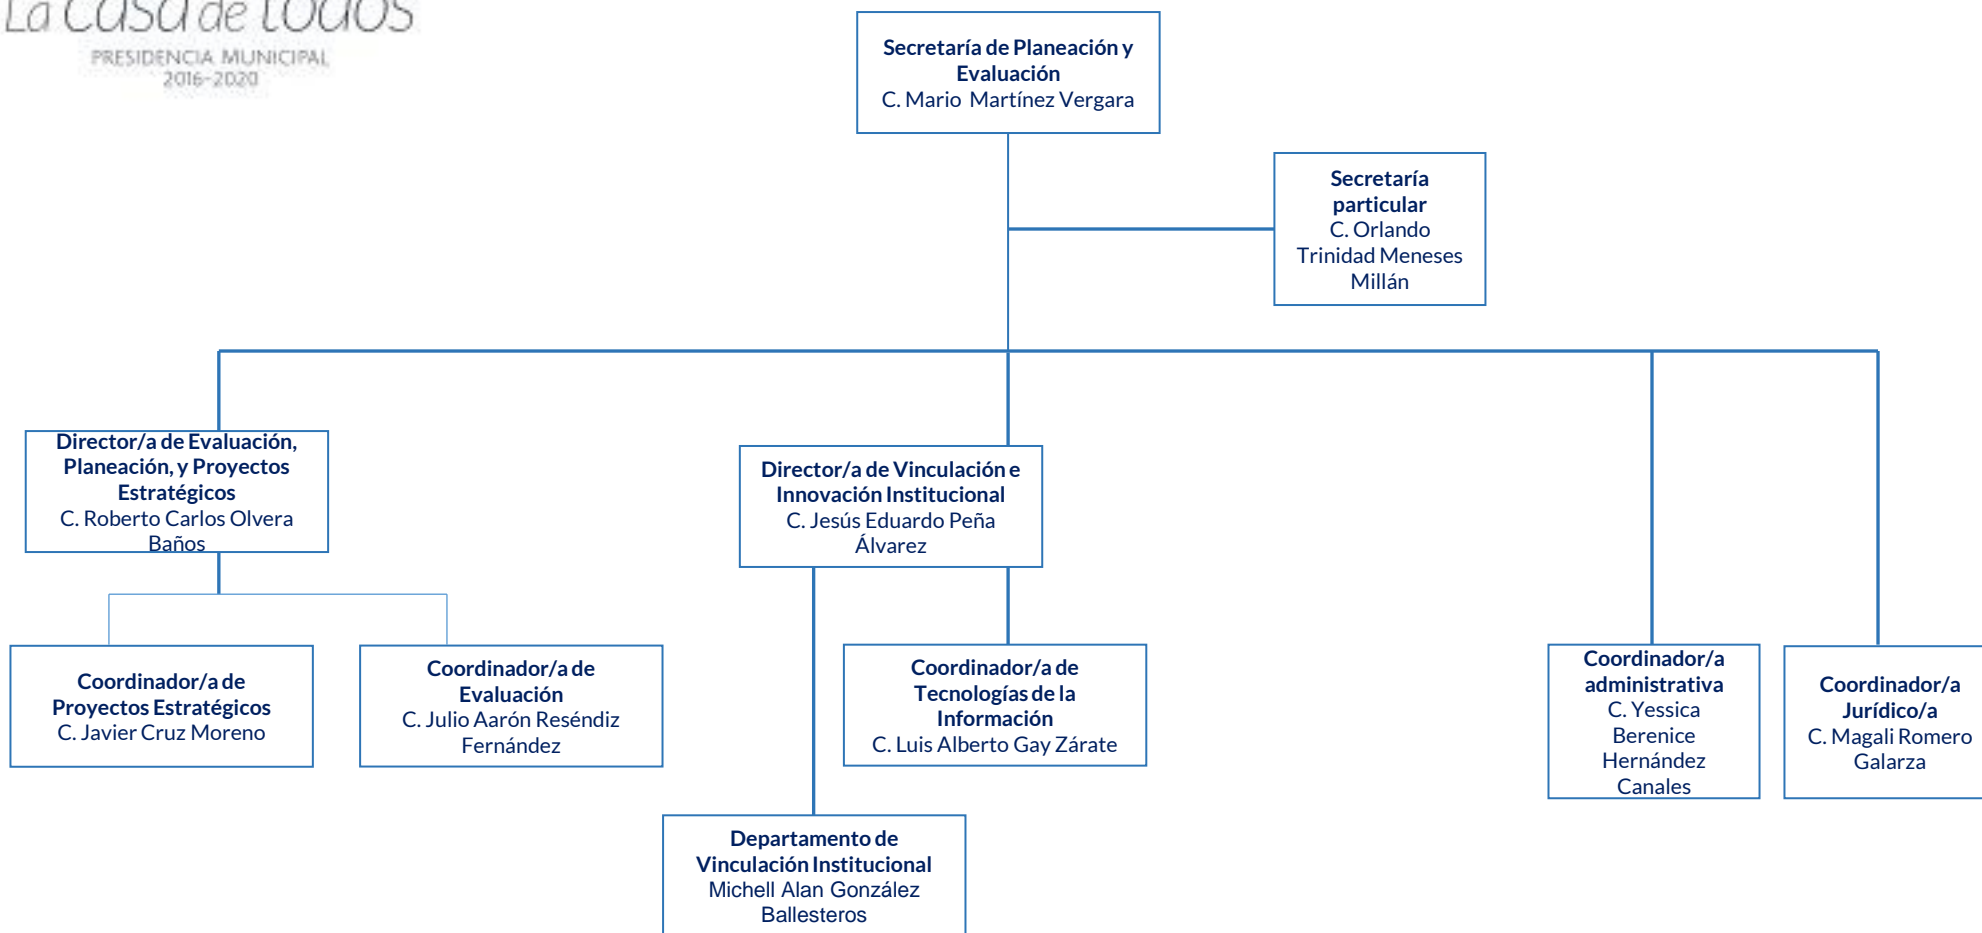 La Casa de todos
PRESIDENCIA MUNICIPAL
2016-2020
Secretaría de Planeación y
Evaluación
C. Mario Martínez Vergara
Secretaría
particular
C. Orlando
Trinidad Meneses
Millán
Director/a de Evaluación,
Planeación, y Proyectos
Estratégicos
C. Roberto Carlos Olvera
Baños
Director/a de Vinculación e
Innovación Institucional
C. Jesús Eduardo Peña
Álvarez
Coordinador/a de
Proyectos Estratégicos
C. Javier Cruz Moreno
Coordinador/a de
Evaluación
C. Julio Aarón Reséndiz
Fernández
Coordinador/a de
Tecnologías de la
Información
C. Luis Alberto Gay Zárate
Coordinador/a
administrativa
C. Yessica
Berenice
Hernández
Canales
Coordinador/a
Jurídico/a
C. Magali Romero
Galarza
Departamento de
Vinculación Institucional
Michell Alan González
Ballesteros